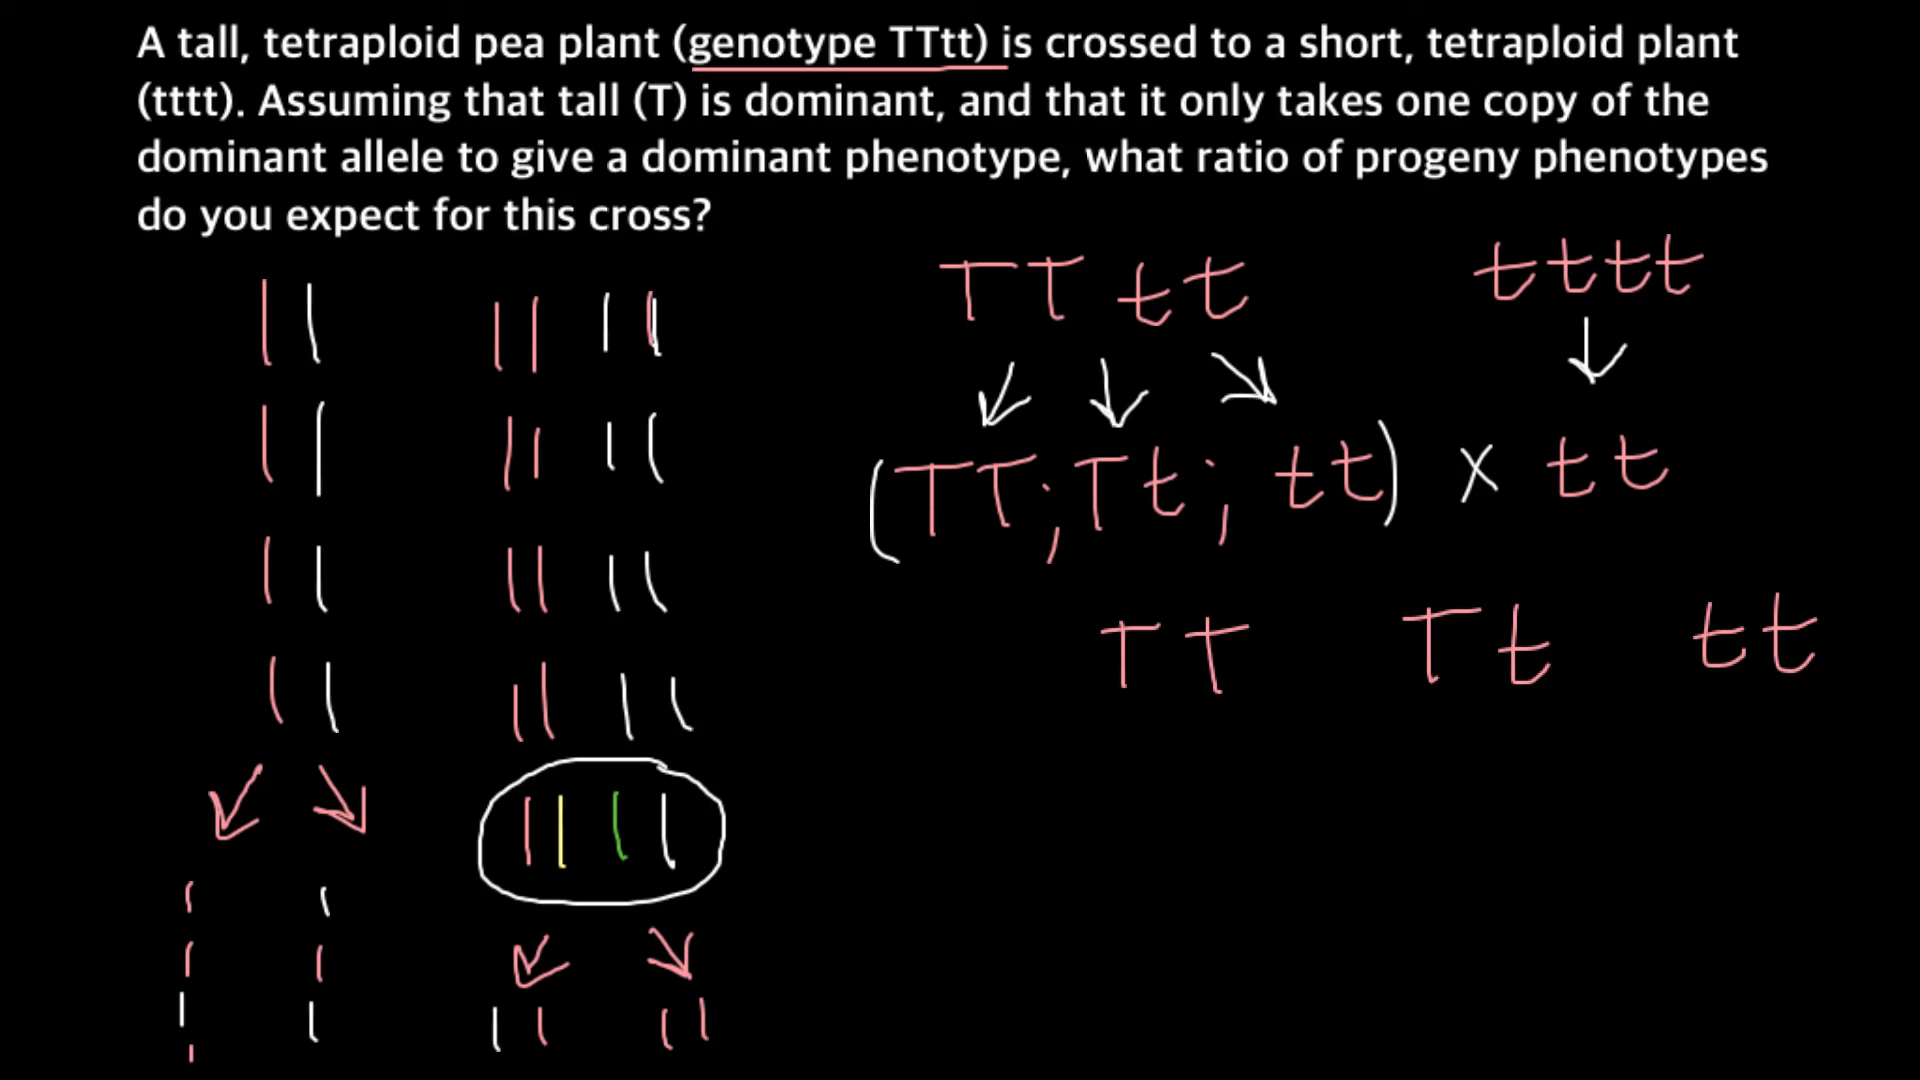 A tall, tetraploid pea plant (genotype TTtt) is crossed to a short, tetraploid plant
(tttt). Assuming that tall (T) is dominant, and that it only takes one copy of the
dominant allele to give a dominant phenotype, what ratio of progeny phenotypes
do you expect for this cross?
TTtt tttt
(TT; Tt; tt) x tt
TT Tt tt